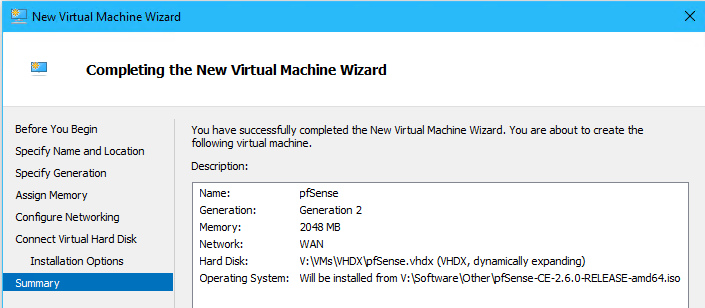 New Virtual Machine Wizard
Completing the New Virtual Machine Wizard
Before You Begin
Specify Name and Location
Specify Generation
Assign Memory
Configure Networking
Connect Virtual Hard Disk
Installation Options
Summary
You have successfully completed the New Virtual Machine Wizard. You are about to create the
following virtual machine.
Description:
Name: pfSense
Generation: Generation 2
Memory: 2048 MB
Network: WAN
Hard Disk: V:\VMs\VHDX\pfSense.vhdx (VHDX, dynamically expanding)
Operating System: Will be installed from V:\Software\Other\pfSense-CE-2.6.0-RELEASE-amd64.iso